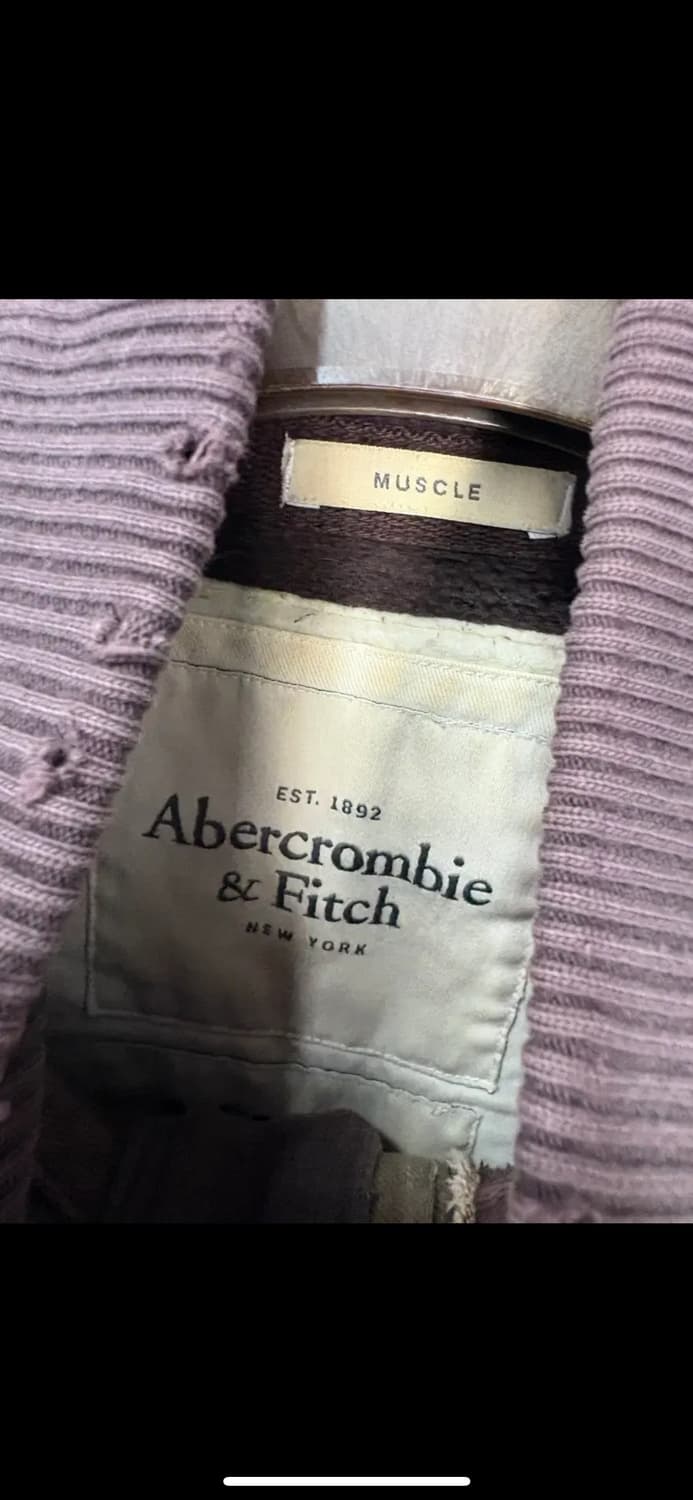 MUSCLE
EST. 1892
Abercrombie
& Fitch
NEW YORK